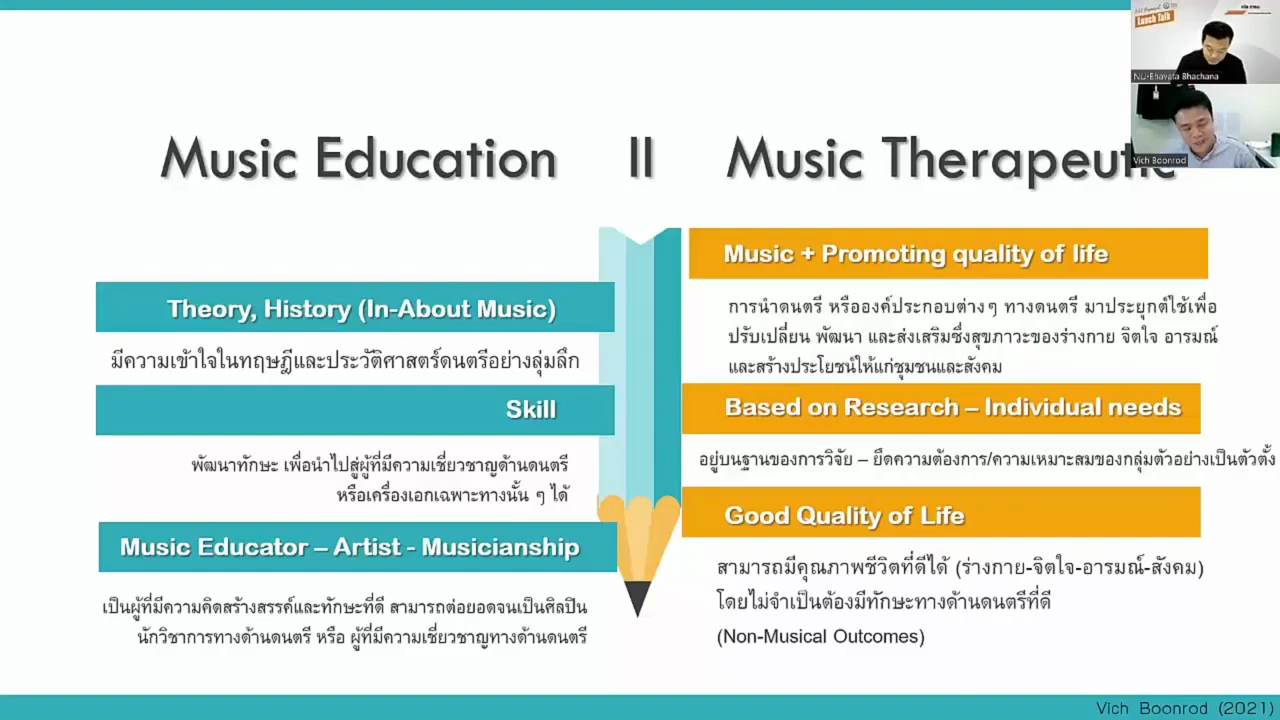 Lunch Talk
NU-Bhavata Bhachana
Vich Boonrod
Music Education || Music Therapeutic
Theory, History (In-About Music)
มีความเข้าใจในทฤษฎีและประวัติศาสตร์ดนตรีอย่างลุ่มลึก
Skill
พัฒนาทักษะ เพื่อนำไปสู่ผู้ที่มีความเชี่ยวชาญด้านดนตรี
หรือเครื่องเอกเฉพาะทางนั้น ๆ ได้
Music Educator – Artist - Musicianship
เป็นผู้ที่มีความคิดสร้างสรรค์และทักษะที่ดี สามารถต่อยอดจนเป็นศิลปิน
นักวิชาการทางด้านดนตรี หรือ ผู้ที่มีความเชี่ยวชาญทางด้านดนตรี
Music + Promoting quality of life
การนำดนตรี หรือองค์ประกอบต่างๆ ทางดนตรี มาประยุกต์ใช้เพื่อ
ปรับเปลี่ยน พัฒนา และส่งเสริมซึ่งสุขภาวะของร่างกาย จิตใจ อารมณ์
และสร้างประโยชน์ให้แก่ชุมชนและสังคม
Based on Research – Individual needs
อยู่บนฐานของการวิจัย – ยึดความต้องการ/ความเหมาะสมของกลุ่มตัวอย่างเป็นตัวตั้ง
Good Quality of Life
สามารถมีคุณภาพชีวิตที่ดีได้ (ร่างกาย-จิตใจ-อารมณ์-สังคม)
โดยไม่จำเป็นต้องมีทักษะทางด้านดนตรีที่ดี
(Non-Musical Outcomes)
Vich Boonrod (2021)